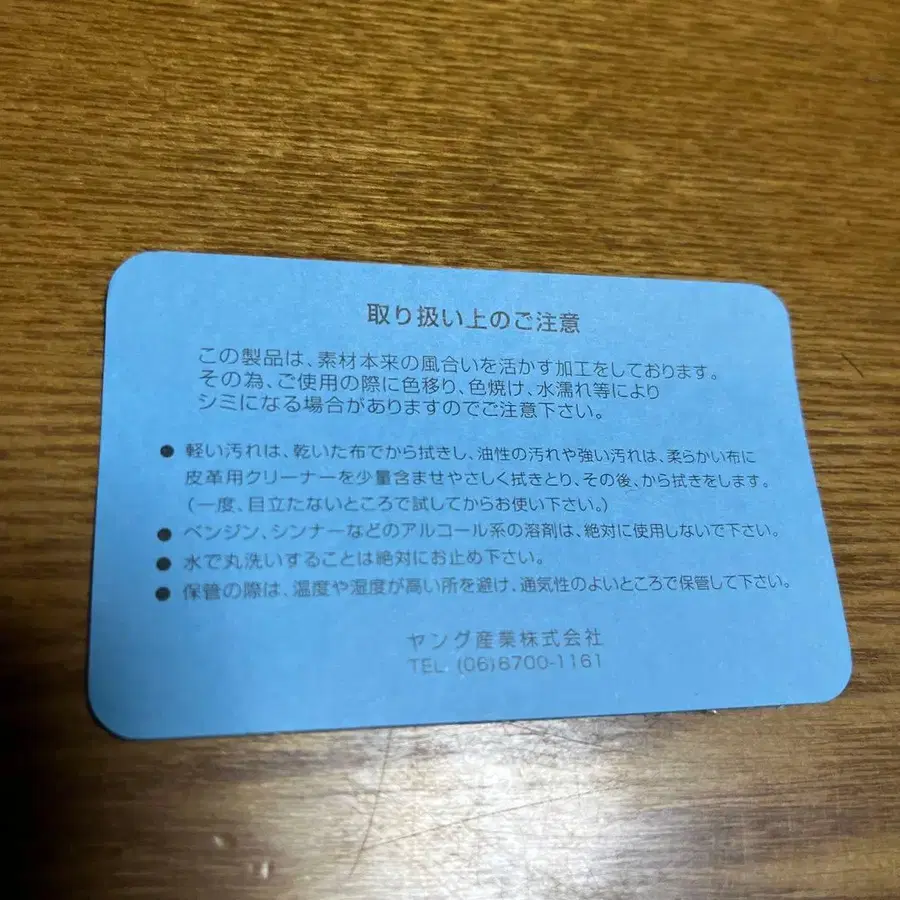 取り扱い上のご注意
この製品は、素材本来の風合いを活かす加工をしております。
その為、ご使用の際に色移り、色焼け、水濡れ等により
シミになる場合がありますのでご注意下さい。
● 軽い汚れは、乾いた布でから拭きし、油性の汚れや強い汚れは、柔らかい布に
皮革用クリーナーを少量含ませやさしく拭きとり、その後、から拭きをします。
(一度、目立たないところで試してからお使い下さい。)
● ベンジン、シンナーなどのアルコール系の溶剤は、絶対に使用しないで下さい。
● 水で丸洗いすることは絶対にお止め下さい。
● 保管の際は、温度や湿度が高い所を避け、通気性のよいところで保管して下さい。
ヤング産業株式会社
TEL. (06)6700-1161